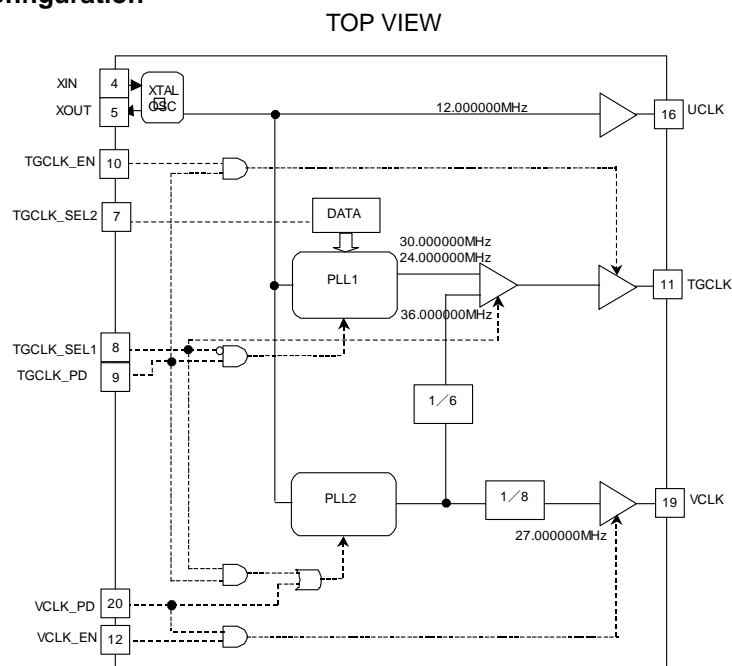 TOP VIEW
XIN
4
XTAL
OSC
XOUT
5
12.000000MHz
16
UCLK
TGCLK_EN
10
TGCLK_SEL2
7
DATA
30.000000MHz
24.000000MHz
PLL1
11
TGCLK
36.000000MHz
TGCLK_SEL1
8
TGCLK_PD
9
1/6
PLL2
1/8
19
VCLK
27.000000MHz
VCLK_PD
20
VCLK_EN
12